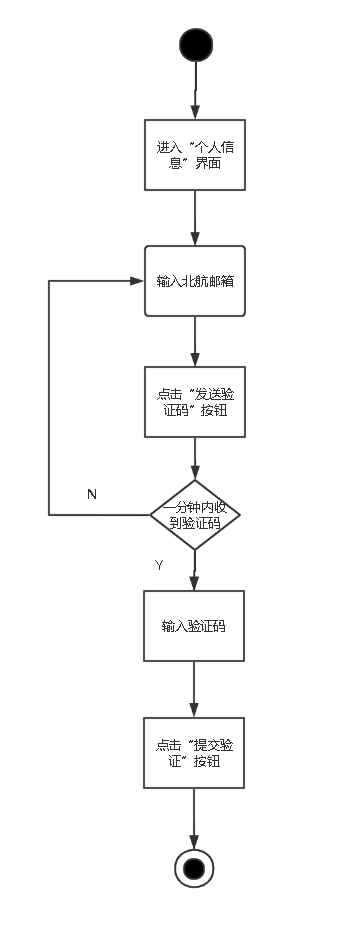 进入“个人信
息”界面
输入北航邮箱
点击“发送验
证码”按钮
N
一分钟内收
到验证码
Y
输入验证码
点击“提交验
证”按钮